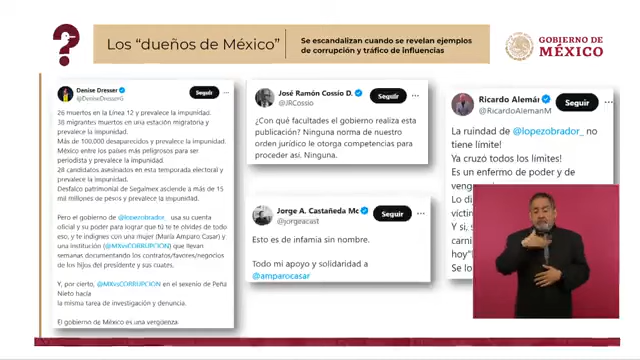 ?
Los “dueños de México”
Se escandalizan cuando se revelan ejemplos
de corrupción y tráfico de influencias
GOBIERNO DE
MÉXICO
Denise Dresser
@DeniseDresserG
Seguir
26 muertos en la Línea 12 y prevalece la impunidad.
38 migrantes muertos en una estación migratoria y
prevalece la impunidad.
Más de 100,000 desaparecidos y prevalece la impunidad.
México entre los países más peligrosos para ser
periodista y prevalece la impunidad.
28 candidatos asesinados en esta temporada electoral y
prevalece la impunidad.
Desfalco patrimonial de Segalmex asciende a más de 15
mil millones de pesos y prevalece la impunidad.
Pero el gobierno de @lopezobrador_ usa su cuenta
oficial y su poder para lograr que tú te olvides de todo
eso, y te indignes con una mujer (María Amparo Casar) y
una institución (@MXvsCORRUPCION) que llevan
semanas documentando los contratos/favores/negocios
de los hijos del presidente y sus cuates.
Y, por cierto, @MXvsCORRUPCION en el sexenio de Peña
Nieto hacía
la misma tarea de investigación y denuncia.
El gobierno de México es una vergüenza.
José Ramón Cossío D.
@JRCossio
Seguir
¿Con qué facultades el gobierno realiza esta
publicación? Ninguna norma de nuestro
orden jurídico le otorga competencias para
proceder así. Ninguna.
Jorge A. Castañeda Mc
@jorgeacast
Seguir
Esto es de infamia sin nombre.
Todo mi apoyo y solidaridad a
@amparocasar
Ricardo Alemán
@RicardoAlemanM
Seguir
La ruindad de @lopezobrador_ no
tiene límite!
Ya cruzó todos los límites!
Es un enfermo de poder y de
Lo di
víctin
Y si, s
carni
hoy"
Se lo